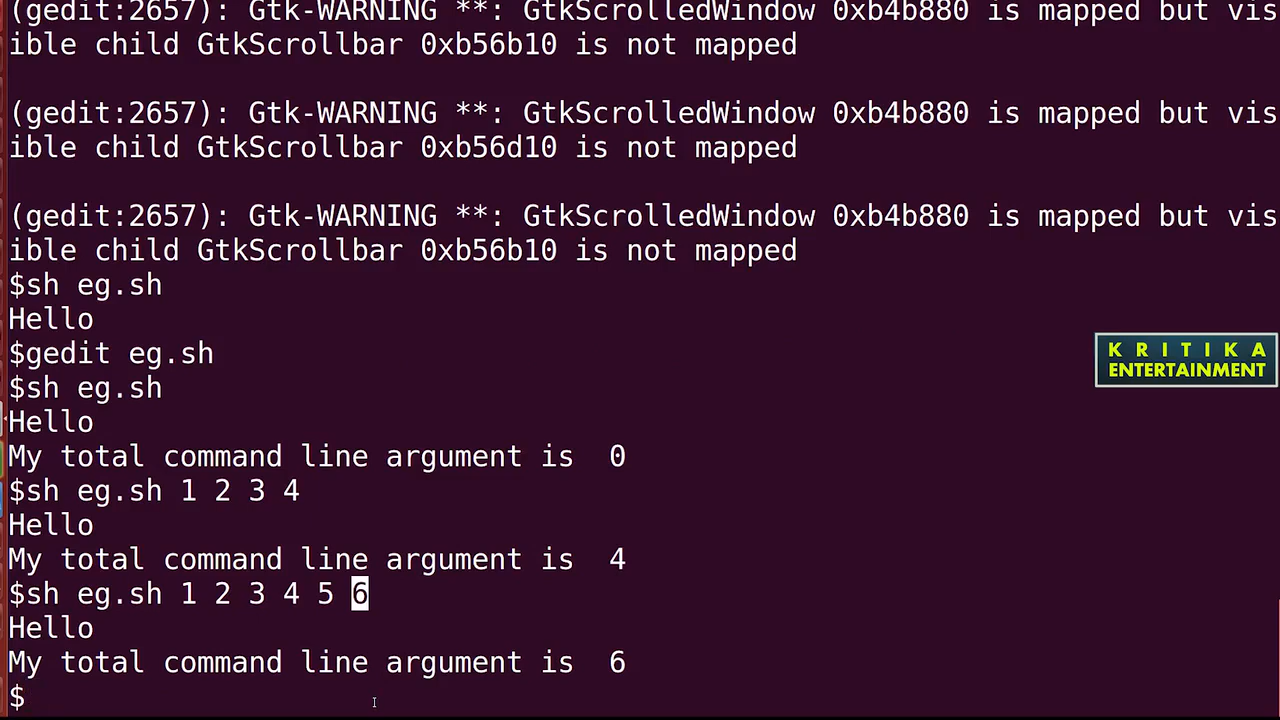 (gedit:2657): Gtk-WARNING **: GtkScrolledWindow 0xb4b880 is mapped but vis
ible child GtkScrollbar 0xb56b10 is not mapped
(gedit:2657): Gtk-WARNING **: GtkScrolledWindow 0xb4b880 is mapped but vis
ible child GtkScrollbar 0xb56d10 is not mapped
(gedit:2657): Gtk-WARNING **: GtkScrolledWindow 0xb4b880 is mapped but vis
ible child GtkScrollbar 0xb56b10 is not mapped
$sh eg.sh
Hello
$gedit eg.sh
$sh eg.sh
Hello
My total command line argument is  0
$sh eg.sh 1 2 3 4
Hello
My total command line argument is  4
$sh eg.sh 1 2 3 4 5 6
Hello
My total command line argument is  6
$
KRITIKA
ENTERTAINMENT